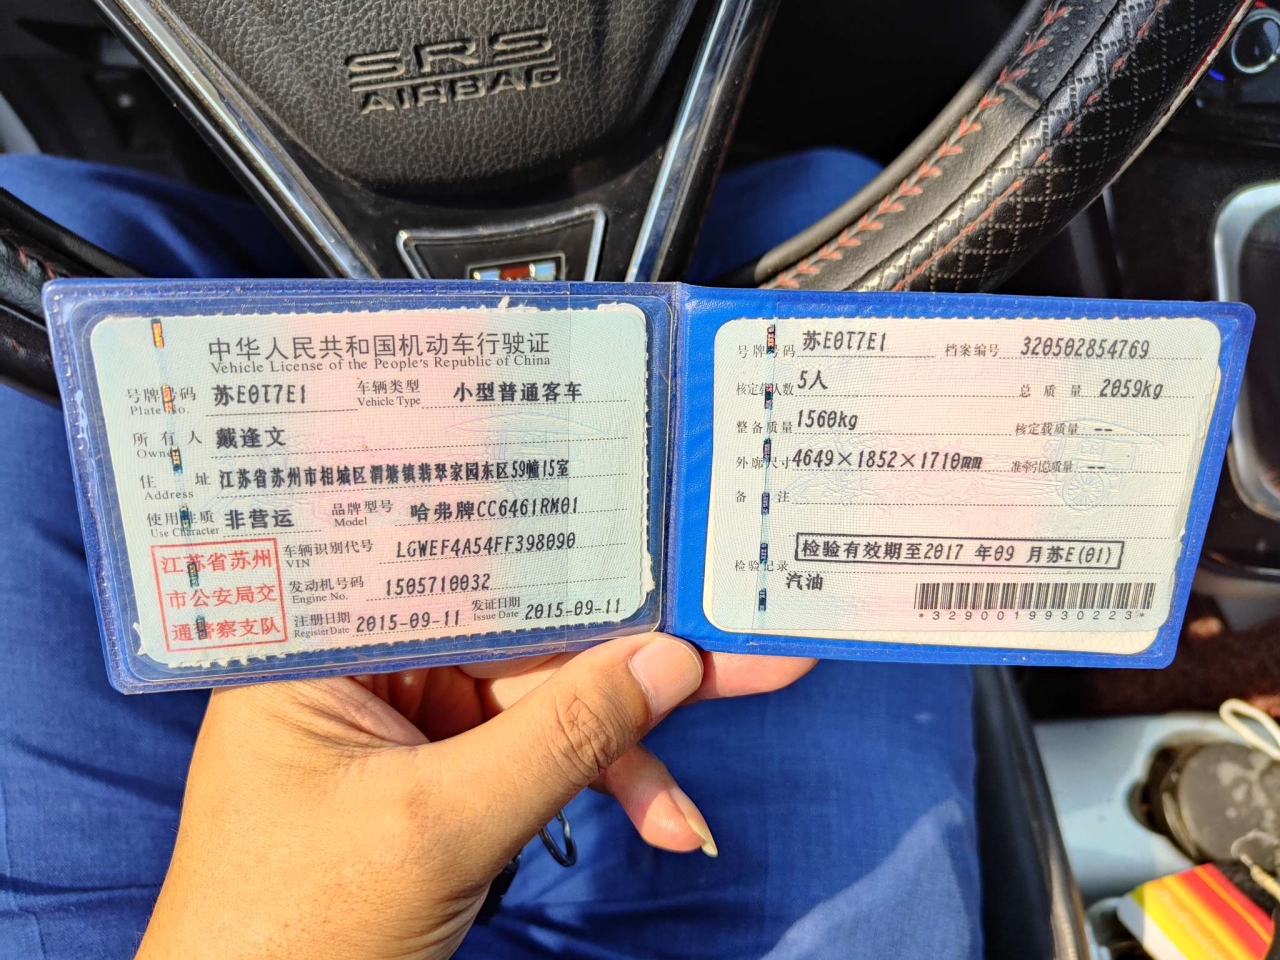 SRS
AIRBAG
中华人民共和国机动车行驶证
Vehicle License of the People's Republic of China
号牌号码 苏E0T7E1 车辆类型 小型普通客车
Plate No. Vehicle Type
所有人 戴逢文
Owner
住址 江苏省苏州市相城区渭塘镇翡翠家园东区59幢15室
Address
使用性质 非营运 品牌型号 哈弗牌CC6461RM01
Use Character Model
江苏省苏州
市公安局交
通警察支队
车辆识别代号 LGWEF4A54FF398090
VIN
发动机号码 1505710032
Engine No.
注册日期 2015-09-11 发证日期 2015-09-11
Register Date Issue Date
号牌号码 苏E0T7E1 档案编号 320502854769
核定载人数 5人 总质量 2059kg
整备质量 1560kg 核定载质量 --
外廓尺寸 4649×1852×1710mm 准牵引总质量 --
备注
检验有效期至2017 年09 月苏E(01)
检验记录
汽油
*3290019930223*